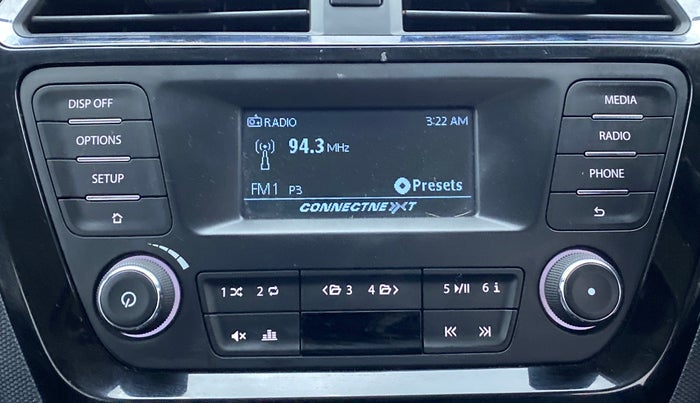 DISP OFF
OPTIONS
SETUP
RADIO 3:22 AM
94.3 MHz
FM1 P3 Presets
CONNECTNEXT
MEDIA
RADIO
PHONE
1 2 3 4 5 6 i